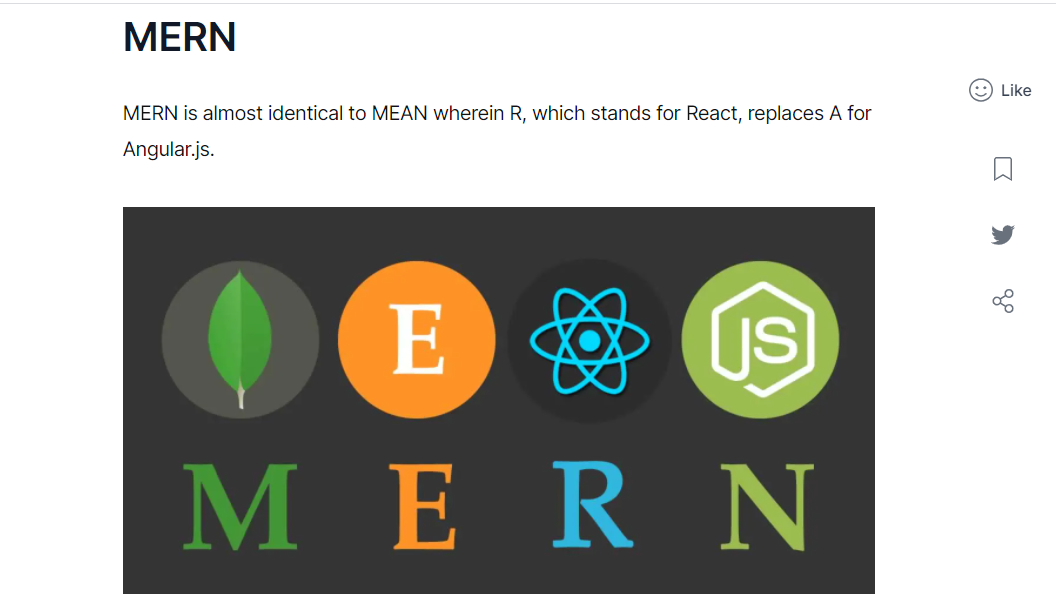 MERN
Like
MERN is almost identical to MEAN wherein R, which stands for React, replaces A for
Angular.js.
E
JS
M E R N